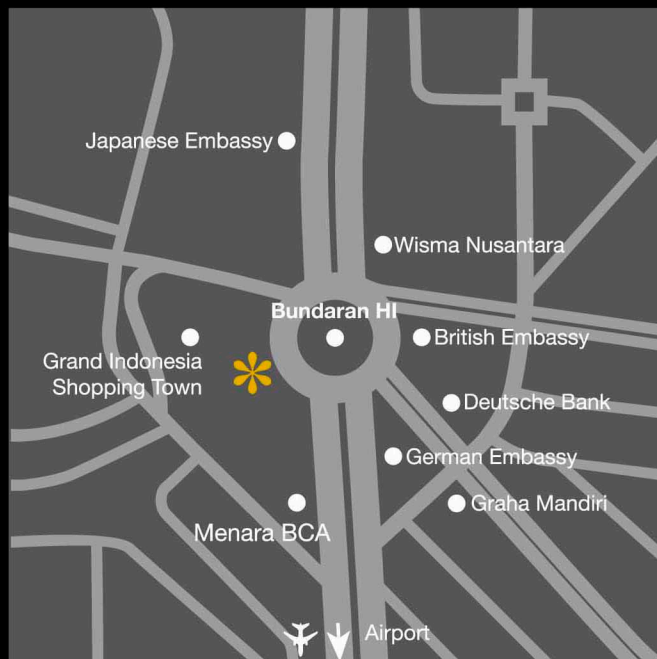 Japanese Embassy
Wisma Nusantara
Bundaran HI
Grand Indonesia
Shopping Town
British Embassy
Deutsche Bank
German Embassy
Menara BCA
Graha Mandiri
Airport